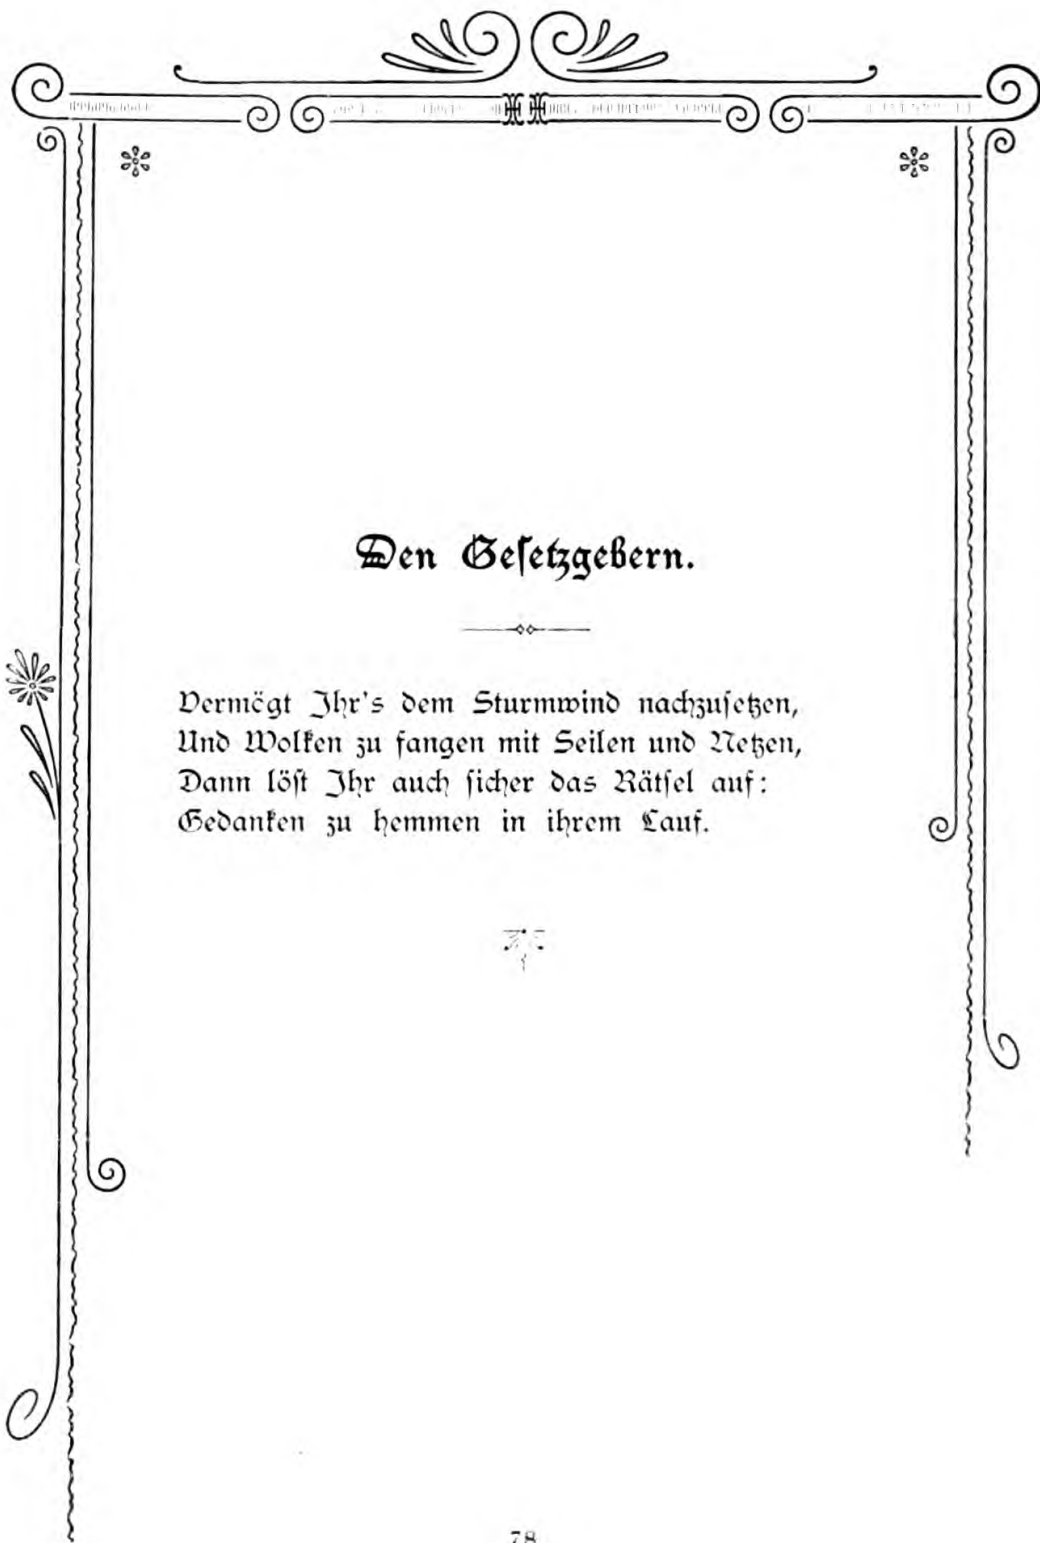 Den Gesetzgebern.
Vermögt Ihr's dem Sturmwind nachzusetzen,
Und Wolken zu fangen mit Seilen und Netzen,
Dann löst Ihr auch sicher das Rätsel auf:
Gedanken zu hemmen in ihrem Lauf.
78